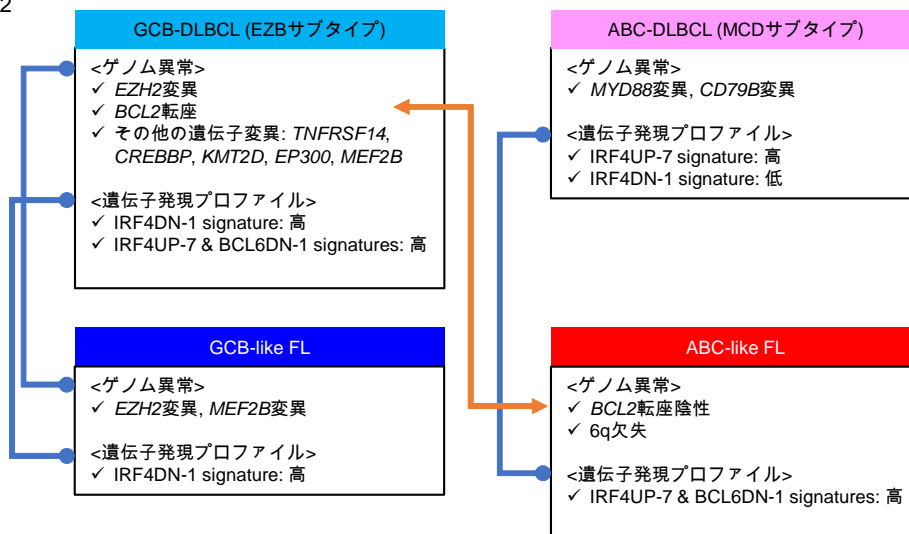 2
GCB-DLBCL (EZBサブタイプ)
<ゲノム異常>
✓ EZH2変異
✓ BCL2転座
✓ その他の遺伝子変異: TNFRSF14,
CREBBP, KMT2D, EP300, MEF2B
<遺伝子発現プロファイル>
✓ IRF4DN-1 signature: 高
✓ IRF4UP-7 & BCL6DN-1 signatures: 高
ABC-DLBCL (MCDサブタイプ)
<ゲノム異常>
✓ MYD88変異, CD79B変異
<遺伝子発現プロファイル>
✓ IRF4UP-7 signature: 高
✓ IRF4DN-1 signature: 低
GCB-like FL
<ゲノム異常>
✓ EZH2変異, MEF2B変異
<遺伝子発現プロファイル>
✓ IRF4DN-1 signature: 高
ABC-like FL
<ゲノム異常>
✓ BCL2転座陰性
✓ 6q欠失
<遺伝子発現プロファイル>
✓ IRF4UP-7 & BCL6DN-1 signatures: 高